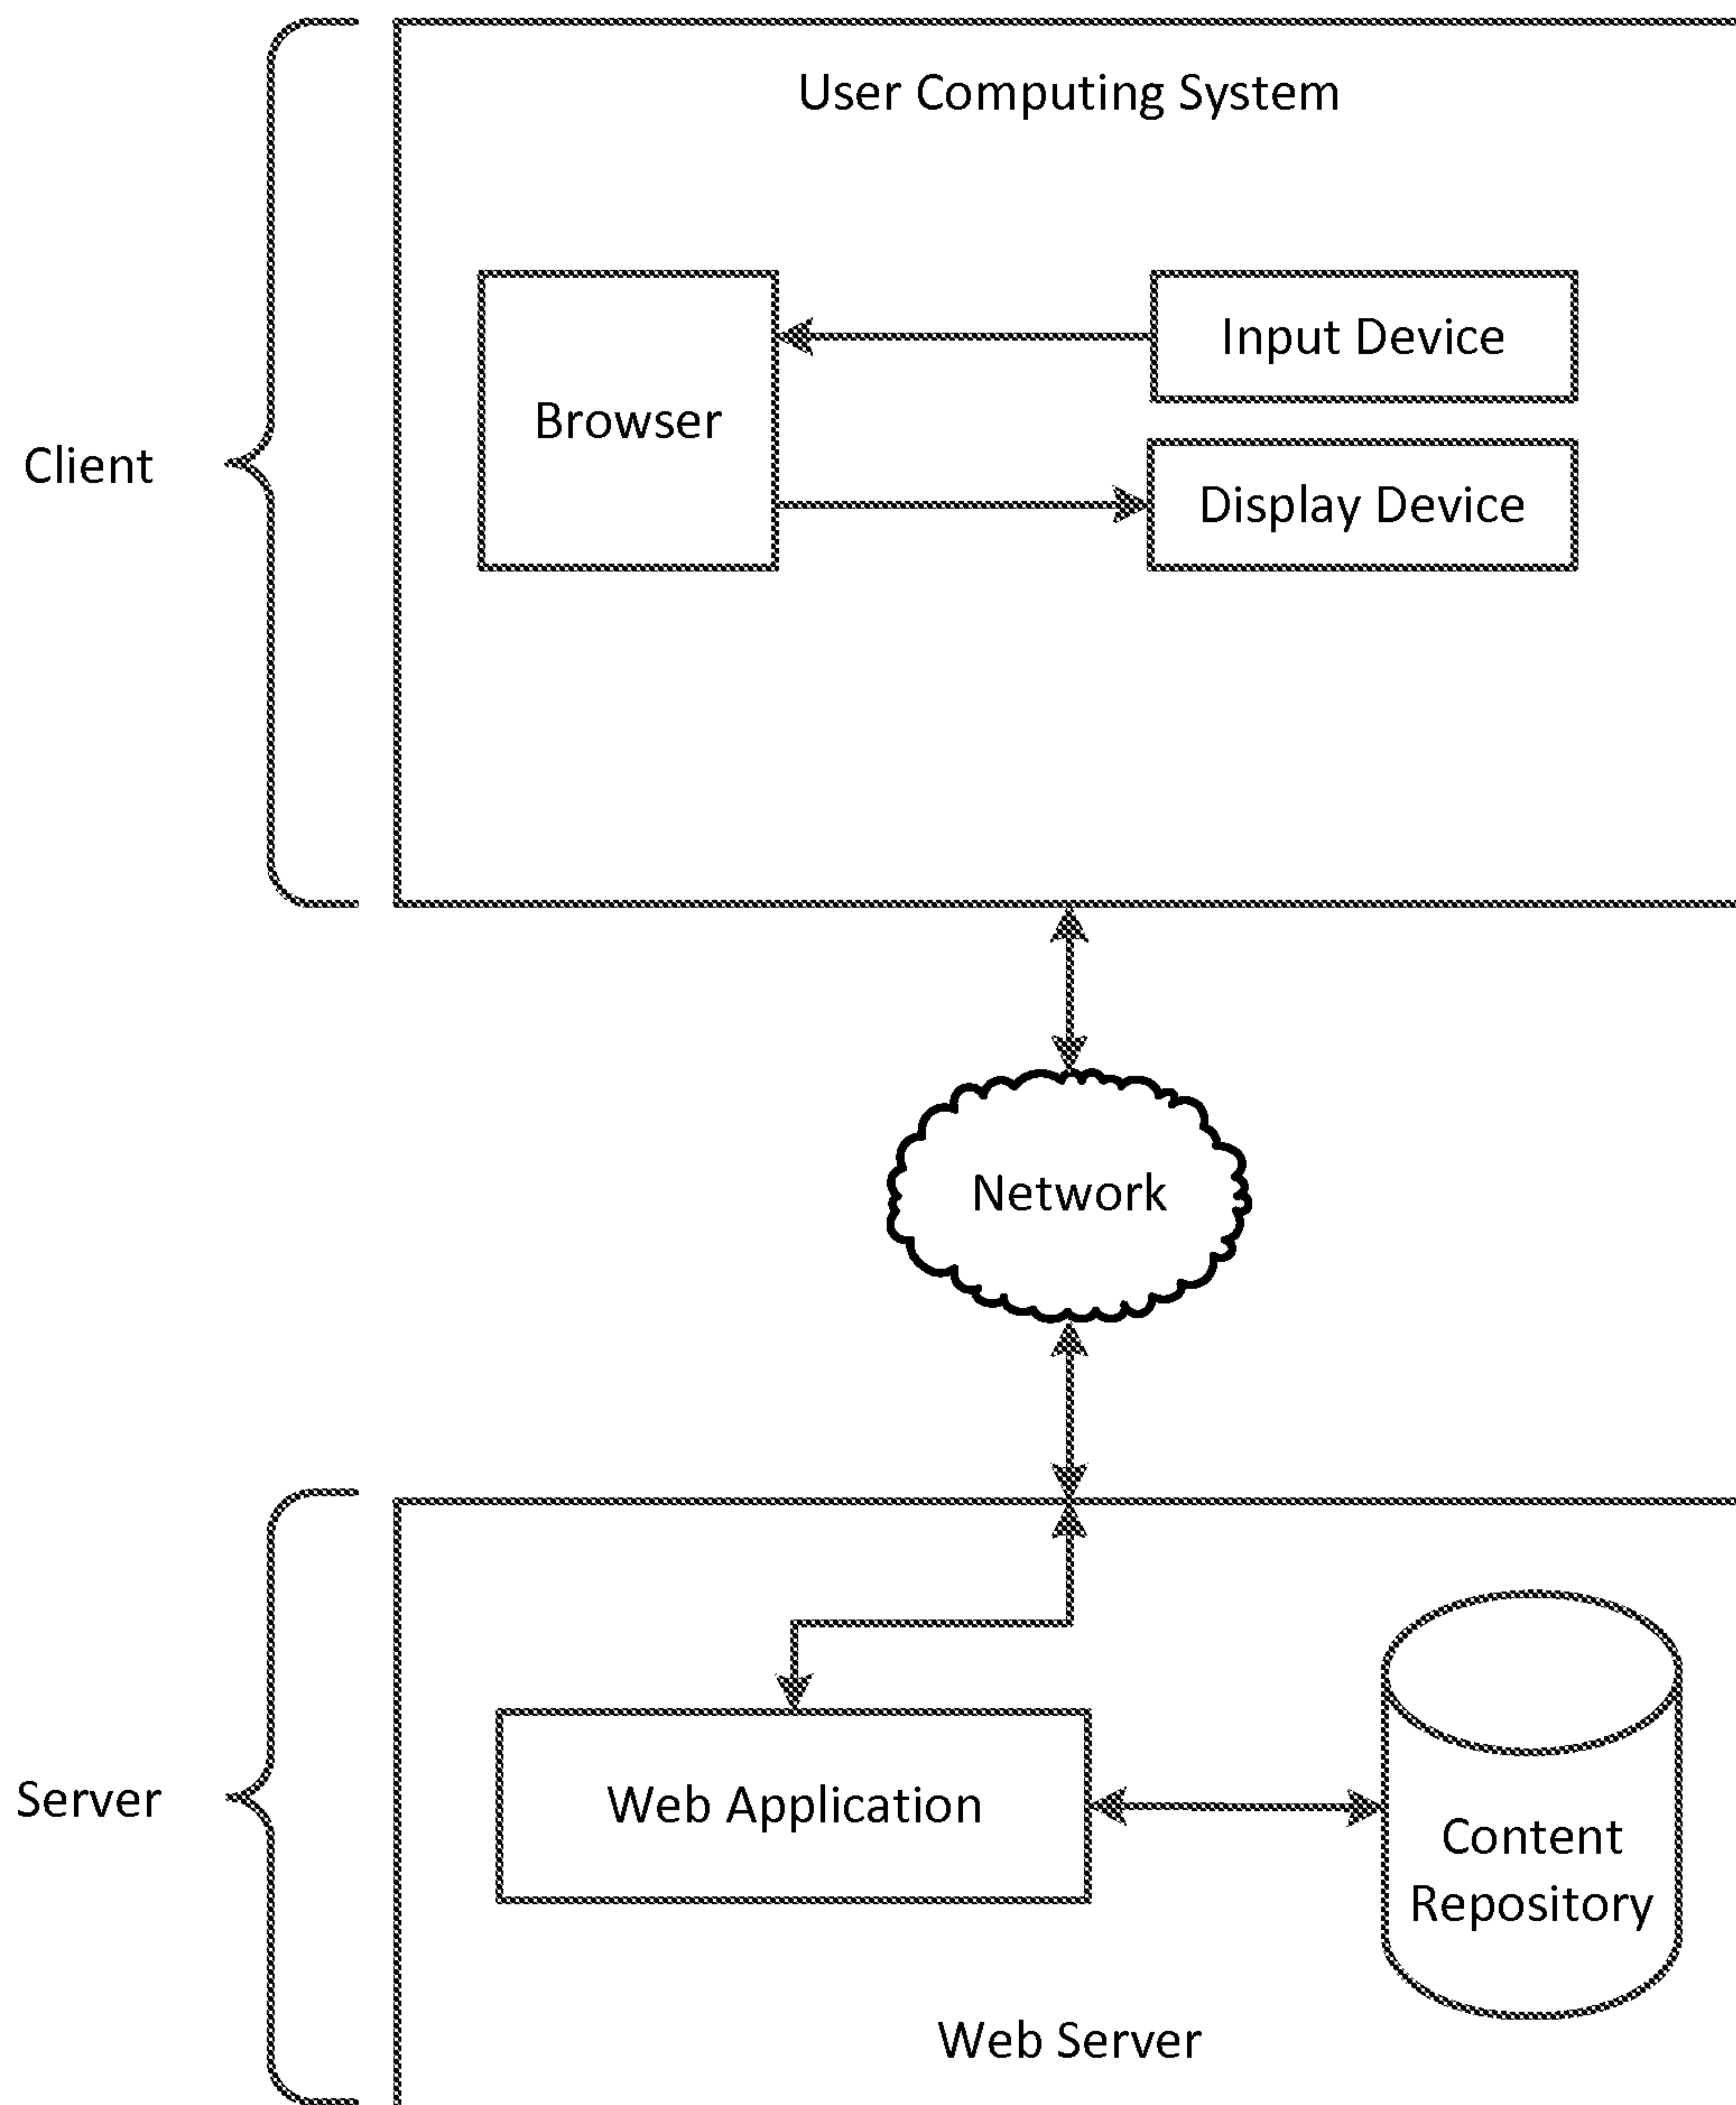 User Computing System
Input Device
Browser
Client
Display Device
Network
Server
Web Application
Content
Repository
Web Server